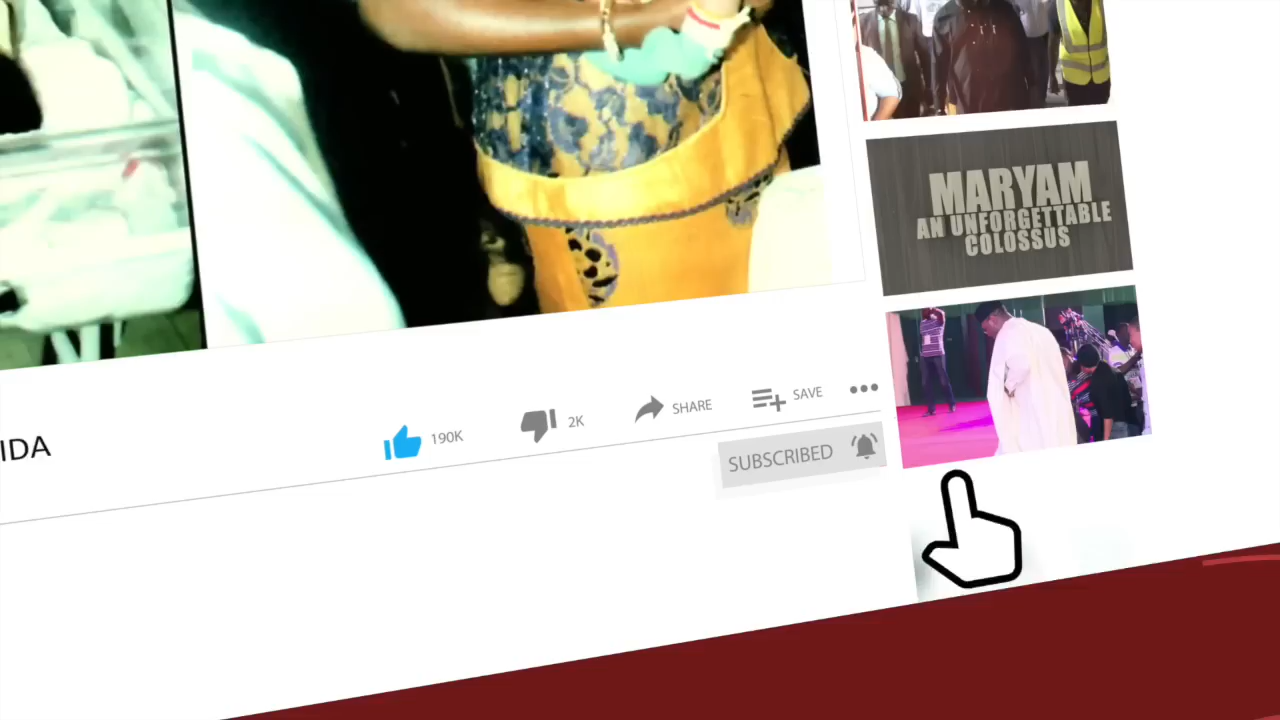 MARYAM
AN UNFORGETTABLE
COLOSSUS
IDA
190K
2K
SHARE
SAVE
SUBSCRIBED